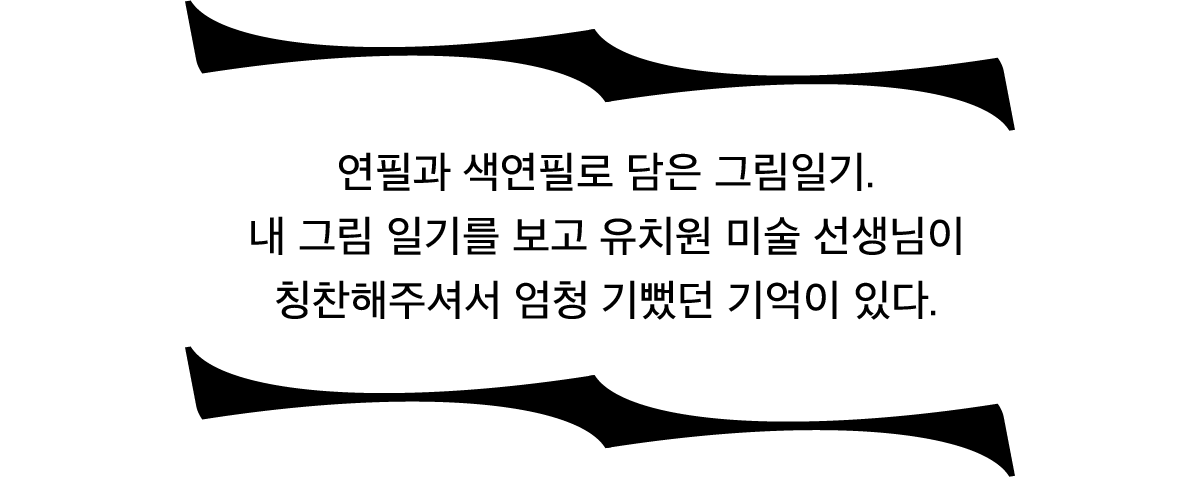 연필과 색연필로 담은 그림일기.
내 그림 일기를 보고 유치원 미술 선생님이
칭찬해주셔서 엄청 기뻤던 기억이 있다.